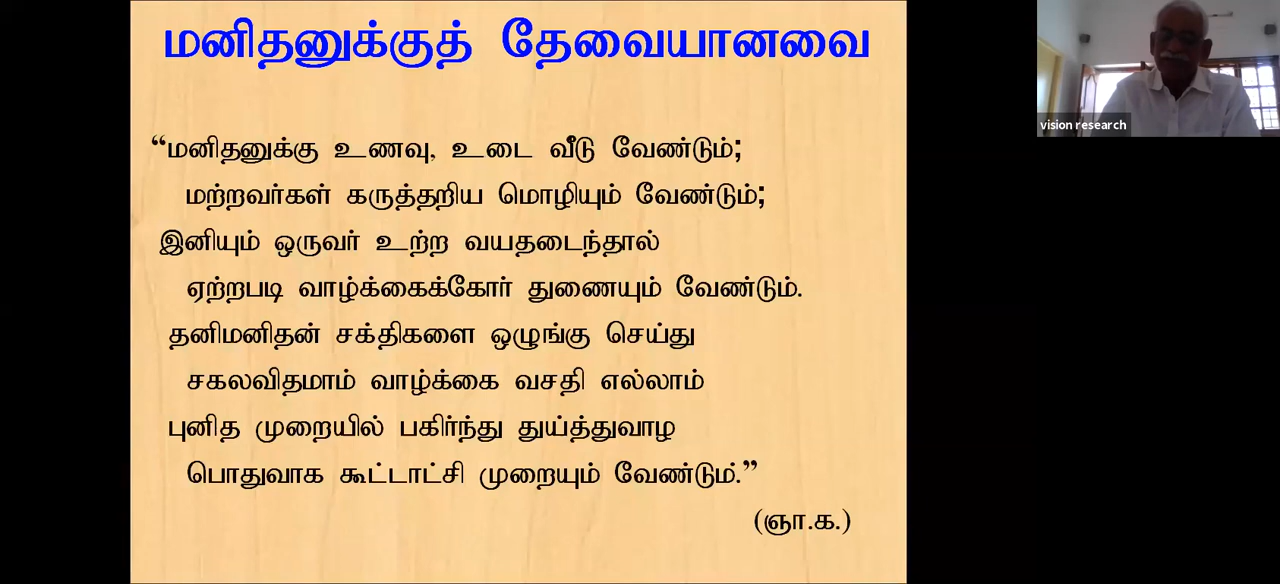 மனிதனுக்குத் தேவையானவை
“மனிதனுக்கு உணவு, உடை வீடு வேண்டும்;
மற்றவர்கள் கருத்தறிய மொழியும் வேண்டும்;
இனியும் ஒருவர் உற்ற வயதடைந்தால்
ஏற்றபடி வாழ்க்கைக்கோர் துணையும் வேண்டும்.
தனிமனிதன் சக்திகளை ஒழுங்கு செய்து
சகலவிதமாம் வாழ்க்கை வசதி எல்லாம்
புனித முறையில் பகிர்ந்து துய்த்துவாழ
பொதுவாக கூட்டாட்சி முறையும் வேண்டும்.”
(ஞா.க.)
vision research